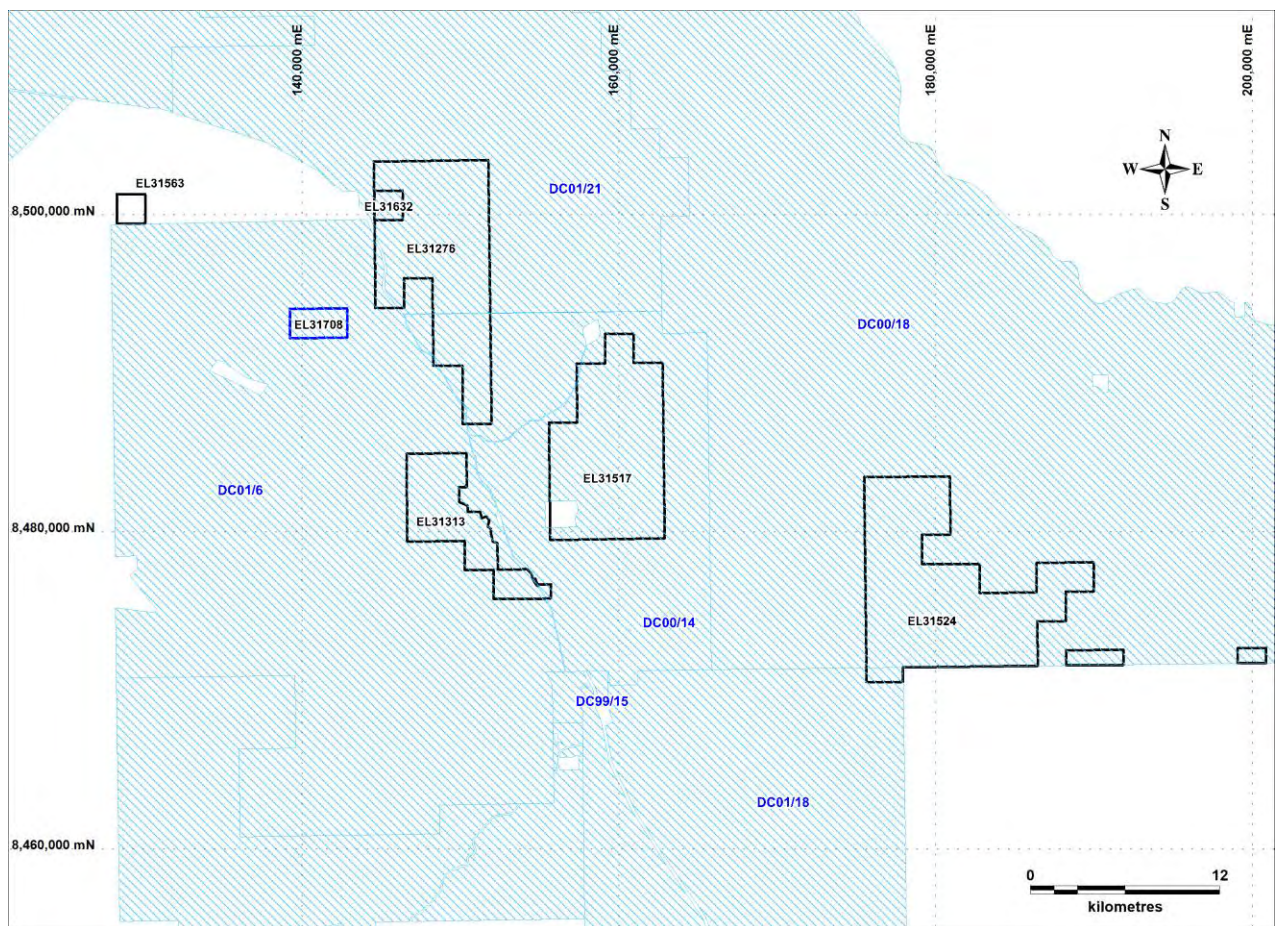 140,000 mE
160,000 mE
180,000 mE
200,000 mE
N
W E
S
EL31563
DC01/21
EL31632
8,500,000 mN
EL31276
EL31708
DC00/18
EL31517
DC01/6
EL31313
8,480,000 mN
DC00/14
EL31524
DC99/15
DC01/18
8,460,000 mN
0 12
kilometres